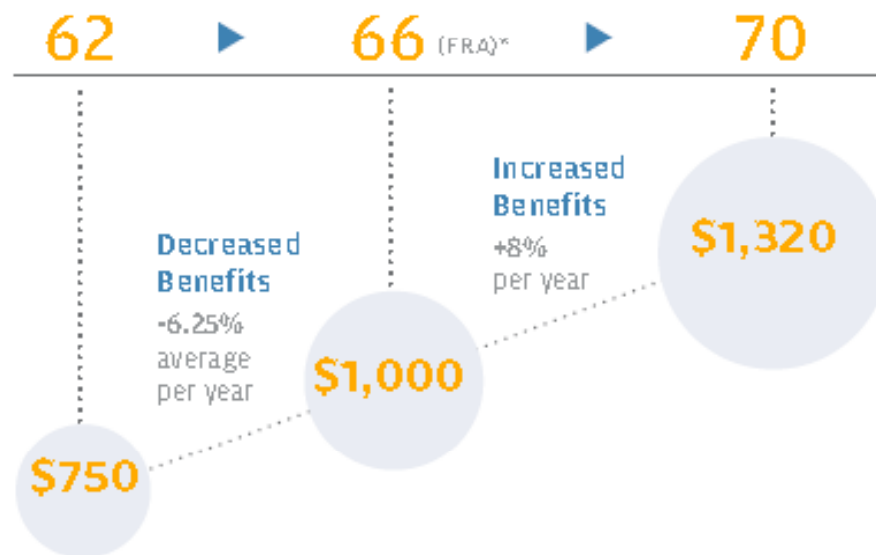 62 ▶ 66 (FRA)* ▶ 70
Increased
Benefits
+8%
per year
$1,320
Decreased
Benefits
-6.25%
average
per year
$1,000
$750